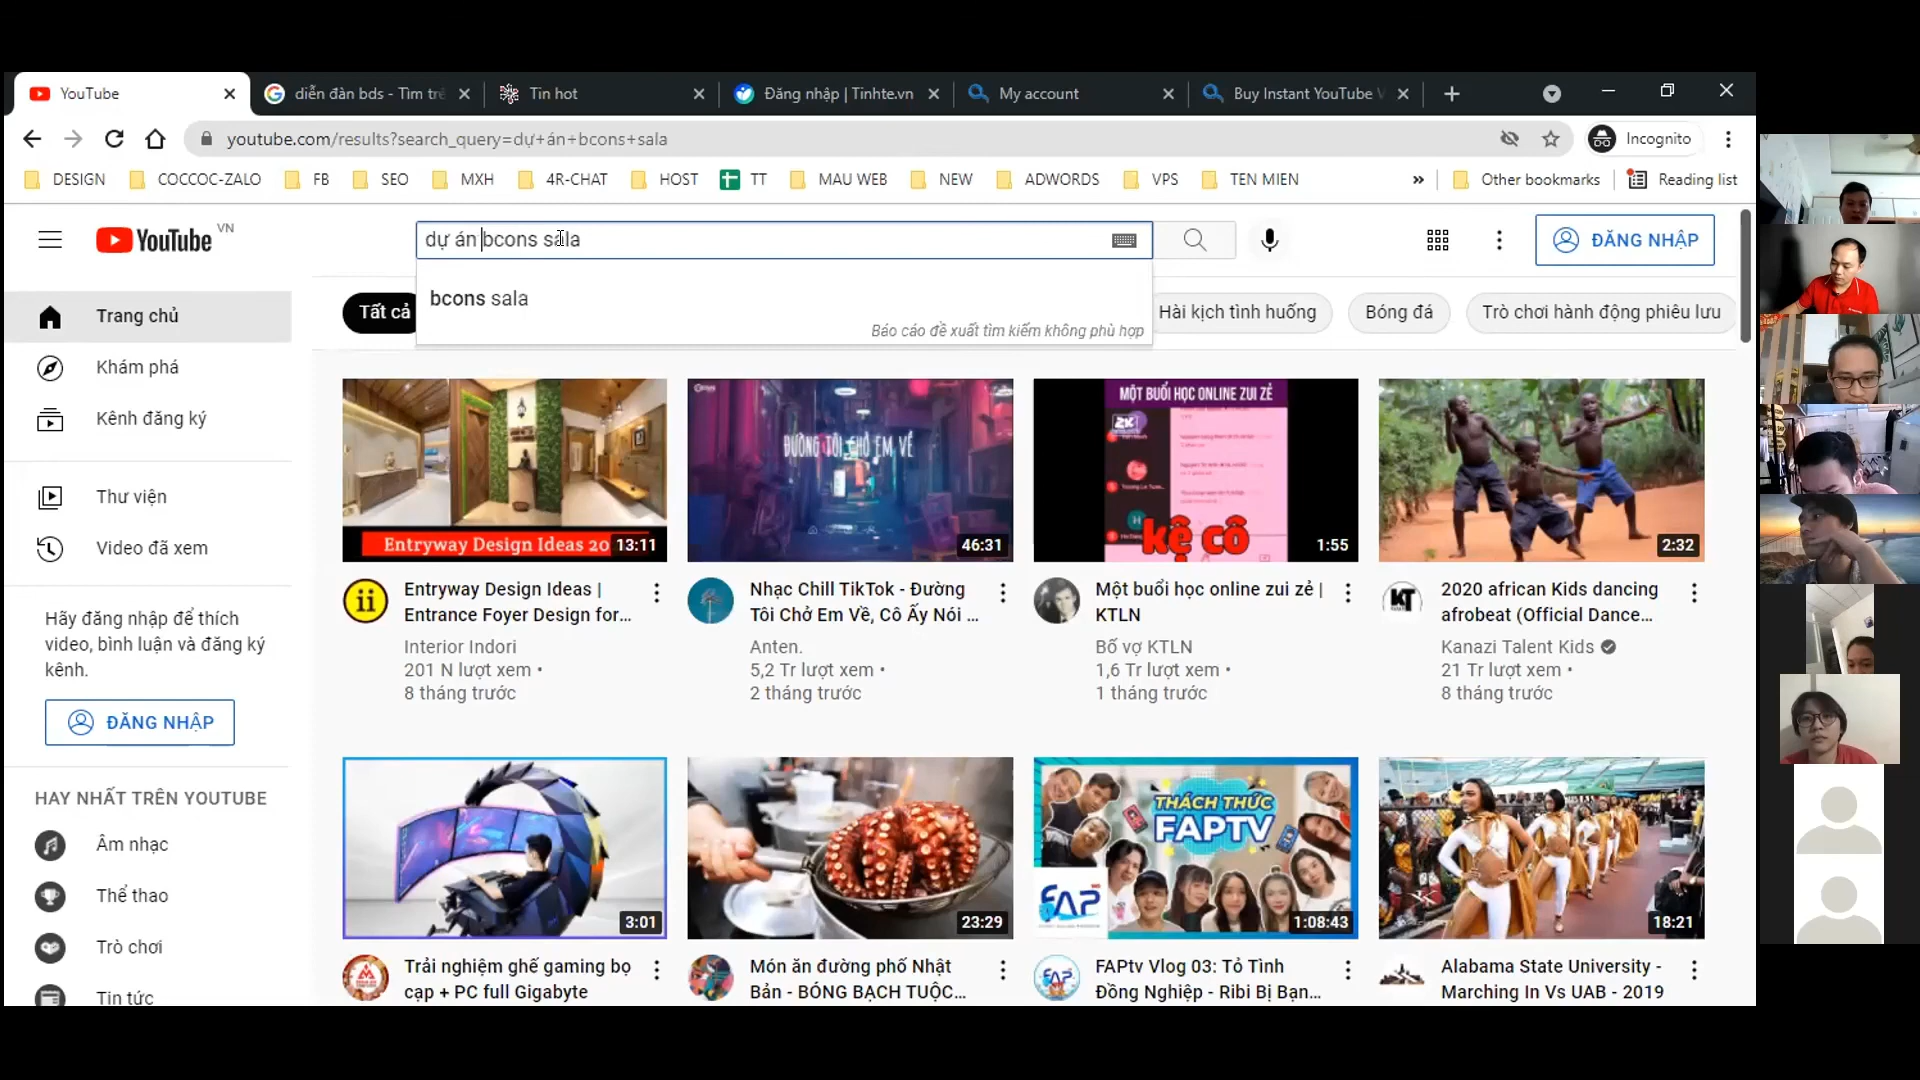 YouTube
diễn đàn bds - Tìm trê
Tin hot
Đăng nhập | Tinhte.vn
My account
Buy Instant YouTube V
youtube.com/results?search_query=dự+án+bcons+sala
Incognito
DESIGN
COCCOC-ZALO
FB
SEO
MXH
4R-CHAT
HOST
TT
MAU WEB
NEW
ADWORDS
VPS
TEN MIEN
Other bookmarks
Reading list
YouTube VN
dự án bcons sala
ĐĂNG NHẬP
bcons sala
Báo cáo đề xuất tìm kiếm không phù hợp
Tất cả
Hài kịch tình huống
Bóng đá
Trò chơi hành động phiêu lưu
Trang chủ
Khám phá
Kênh đăng ký
Thư viện
Video đã xem
Hãy đăng nhập để thích
video, bình luận và đăng ký
kênh.
ĐĂNG NHẬP
HAY NHẤT TRÊN YOUTUBE
Âm nhạc
Thể thao
Trò chơi
Tin tức
Entryway Design Ideas 20
13:11
ii
Entryway Design Ideas |
Entrance Foyer Design for...
Interior Indori
201 N lượt xem •
8 tháng trước
ĐƯỜNG TÔI CHỞ EM VỀ
46:31
Nhạc Chill TikTok - Đường
Tôi Chở Em Về, Cô Ấy Nói ...
Anten.
5,2 Tr lượt xem •
2 tháng trước
MỘT BUỔI HỌC ONLINE ZUI ZẺ
kệ cô
1:55
Một buổi học online zui zẻ |
KTLN
Bố vợ KTLN
1,6 Tr lượt xem •
1 tháng trước
2:32
KT
2020 african Kids dancing
afrobeat (Official Dance...
Kanazi Talent Kids
21 Tr lượt xem •
8 tháng trước
3:01
Trải nghiệm ghế gaming bọ
cạp + PC full Gigabyte
23:29
Món ăn đường phố Nhật
Bản - BÓNG BẠCH TUỘC...
THÁCH THỨC
FAPTV
FAP
1:08:43
FAPtv Vlog 03: Tỏ Tình
Đồng Nghiệp - Ribi Bị Bạn...
18:21
Alabama State University -
Marching In Vs UAB - 2019